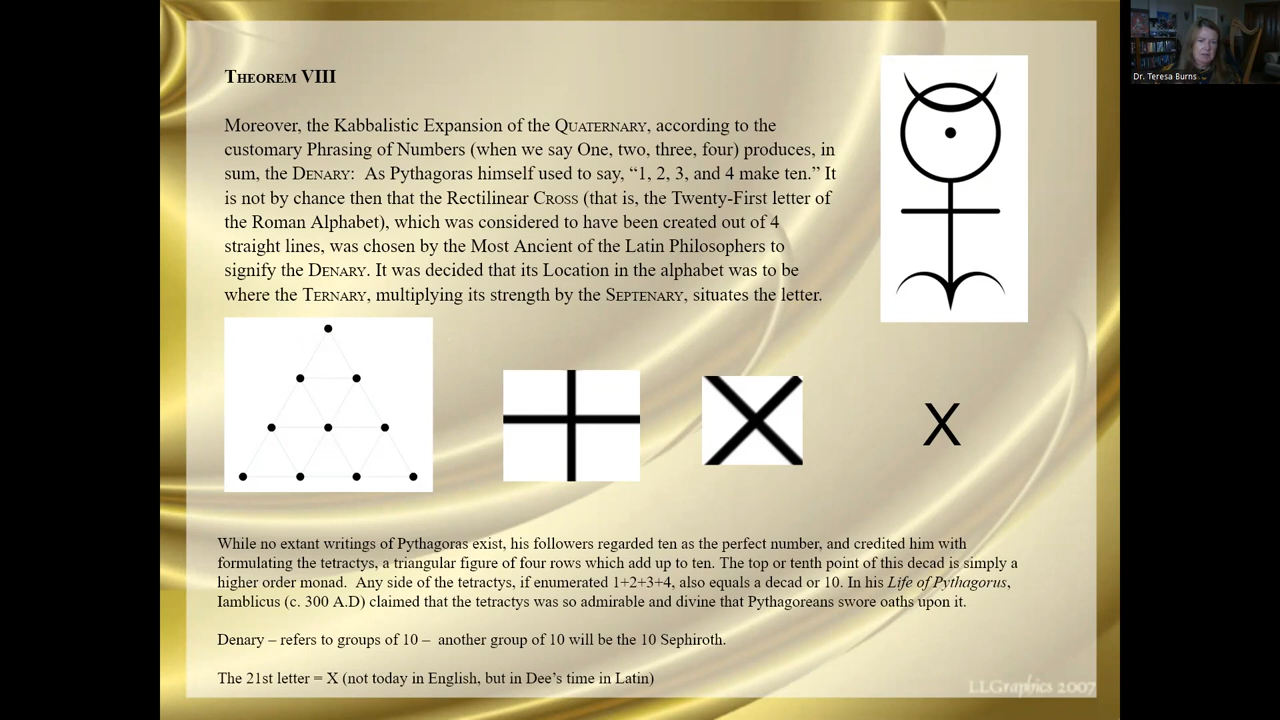 THEOREM VIII
Moreover, the Kabbalistic Expansion of the QUATERNARY, according to the
customary Phrasing of Numbers (when we say One, two, three, four) produces, in
sum, the DENARY:  As Pythagoras himself used to say, “1, 2, 3, and 4 make ten.” It
is not by chance then that the Rectilinear CROSS (that is, the Twenty-First letter of
the Roman Alphabet), which was considered to have been created out of 4
straight lines, was chosen by the Most Ancient of the Latin Philosophers to
signify the DENARY. It was decided that its Location in the alphabet was to be
where the TERNARY, multiplying its strength by the SEPTENARY, situates the letter.
X
While no extant writings of Pythagoras exist, his followers regarded ten as the perfect number, and credited him with
formulating the tetractys, a triangular figure of four rows which add up to ten. The top or tenth point of this decad is simply a
higher order monad.  Any side of the tetractys, if enumerated 1+2+3+4, also equals a decad or 10. In his Life of Pythagorus,
Iamblicus (c. 300 A.D) claimed that the tetractys was so admirable and divine that Pythagoreans swore oaths upon it.
Denary – refers to groups of 10 –  another group of 10 will be the 10 Sephiroth.
The 21st letter = X (not today in English, but in Dee’s time in Latin)
LLGraphics 2007
Dr. Teresa Burns